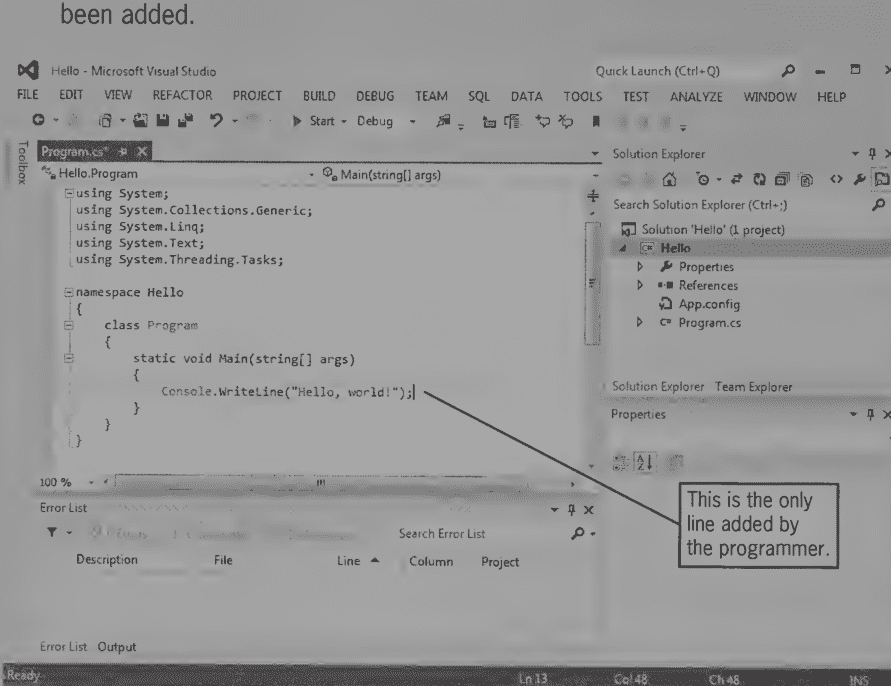 been added.
Hello - Microsoft Visual Studio
Quick Launch (Ctrl+Q)
FILE EDIT VIEW REFACTOR PROJECT BUILD DEBUG TEAM SQL DATA TOOLS TEST ANALYZE WINDOW HELP
Start Debug
Toolbox
Program.cs*
Hello.Program
Main(string[] args)
using System;
using System.Collections.Generic;
using System.Linq;
using System.Text;
using System.Threading.Tasks;
namespace Hello
{
class Program
{
static void Main(string[] args)
{
Console.WriteLine("Hello, world!");
}
}
}
100 %
Solution Explorer
Search Solution Explorer (Ctrl+;)
Solution 'Hello' (1 project)
Hello
Properties
References
App.config
Program.cs
Solution Explorer Team Explorer
Properties
This is the only
line added by
the programmer.
Error List
Search Error List
Description File Line Column Project
Error List Output
Ready Ln 13 Col 48 Ch 48 INS